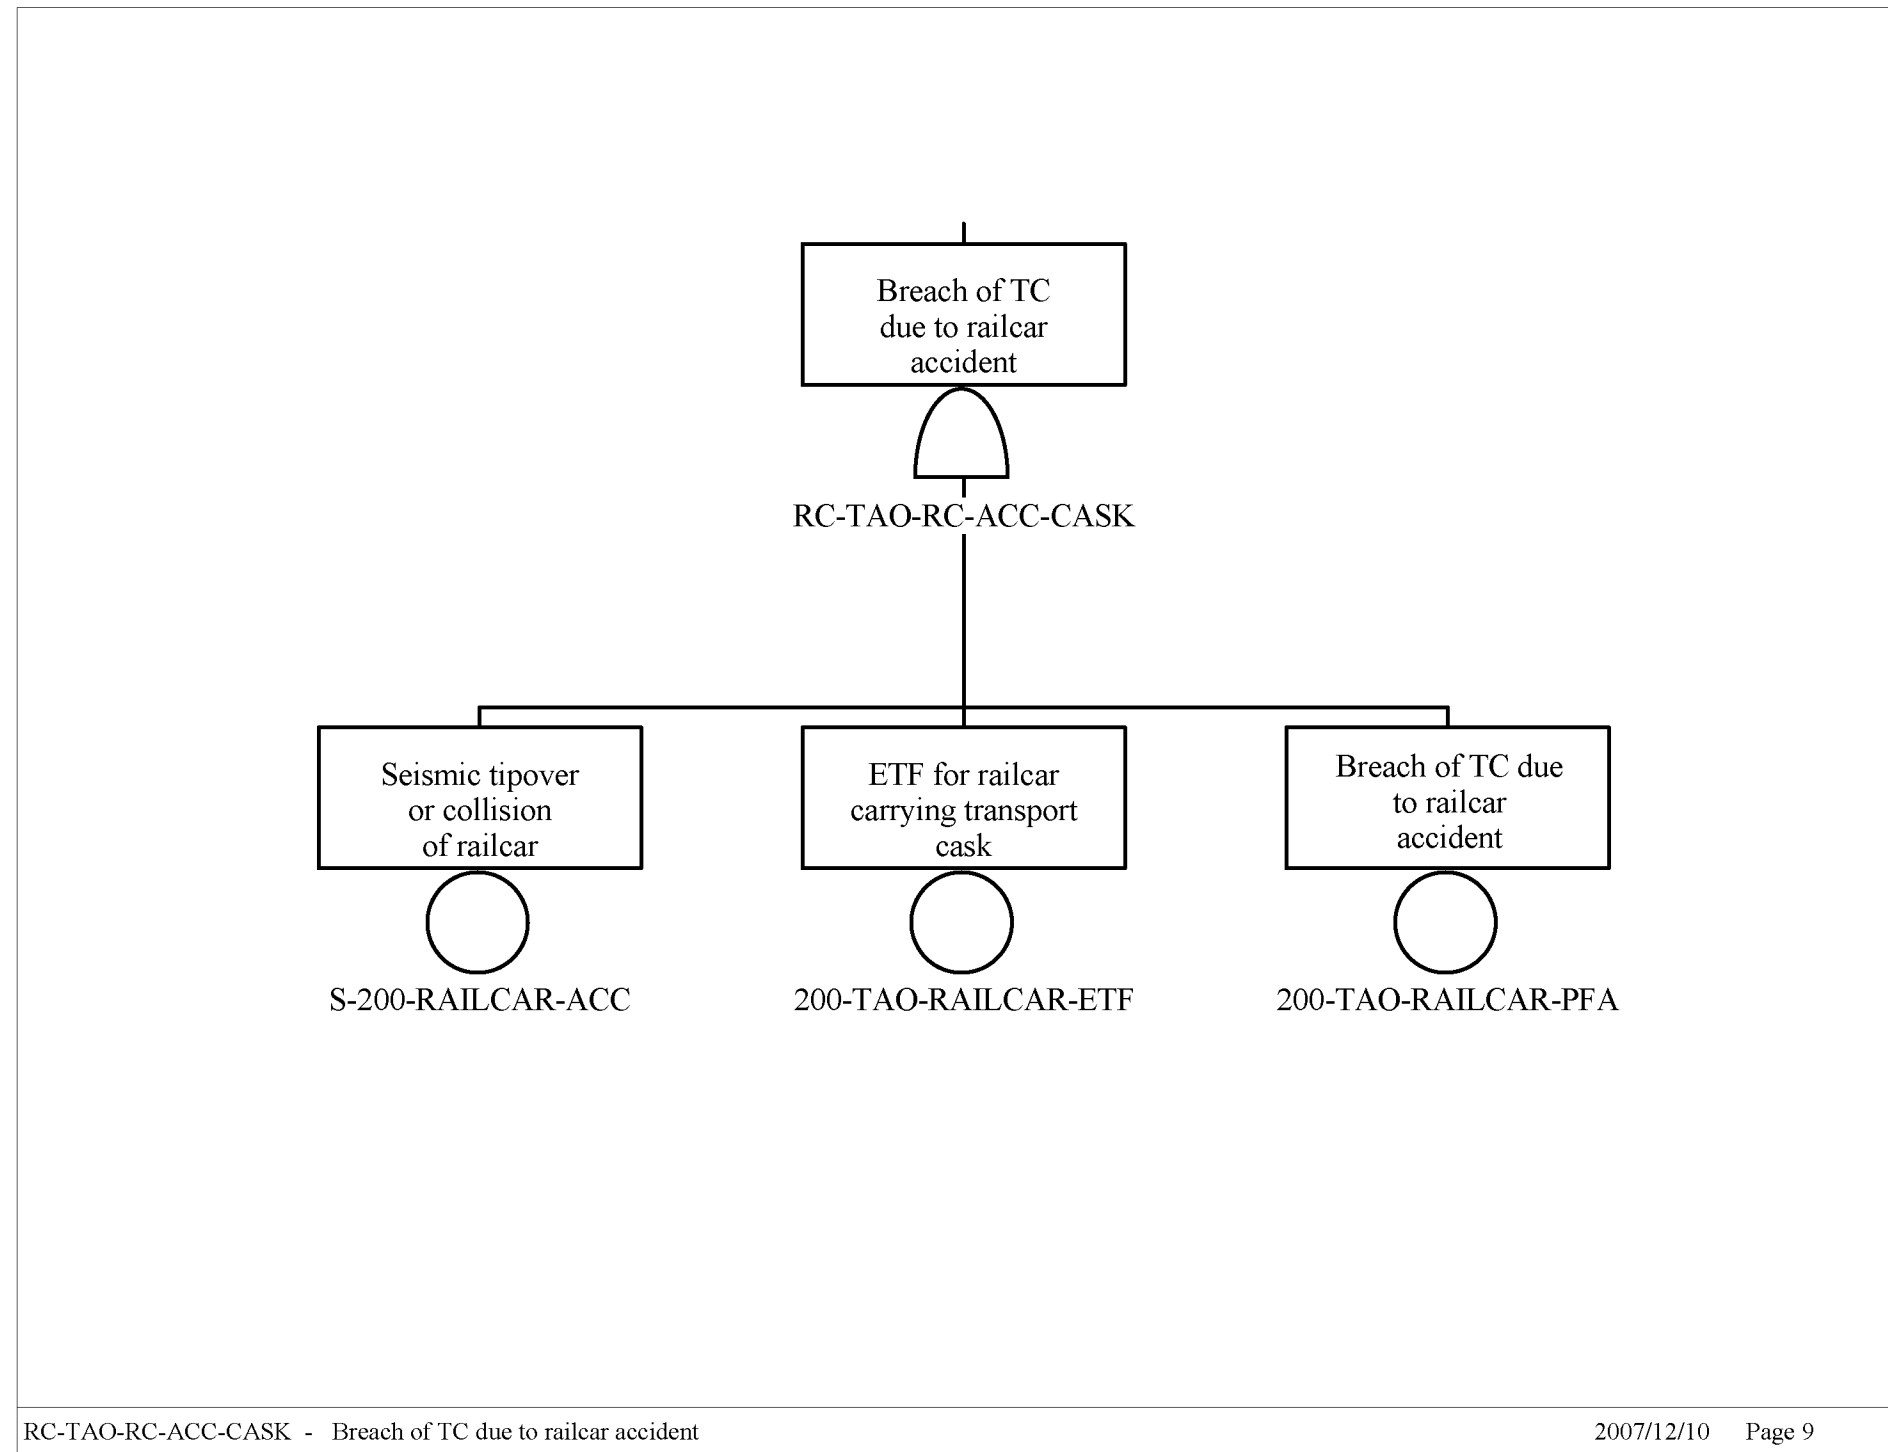 Breach of TC
due to railcar
accident
RC-TAO-RC-ACC-CASK
Seismic tipover
or collision
of railcar
S-200-RAILCAR-ACC
ETF for railcar
carrying transport
cask
200-TAO-RAILCAR-ETF
Breach of TC due
to railcar
accident
200-TAO-RAILCAR-PFA
RC-TAO-RC-ACC-CASK - Breach of TC due to railcar accident
2007/12/10 Page 9